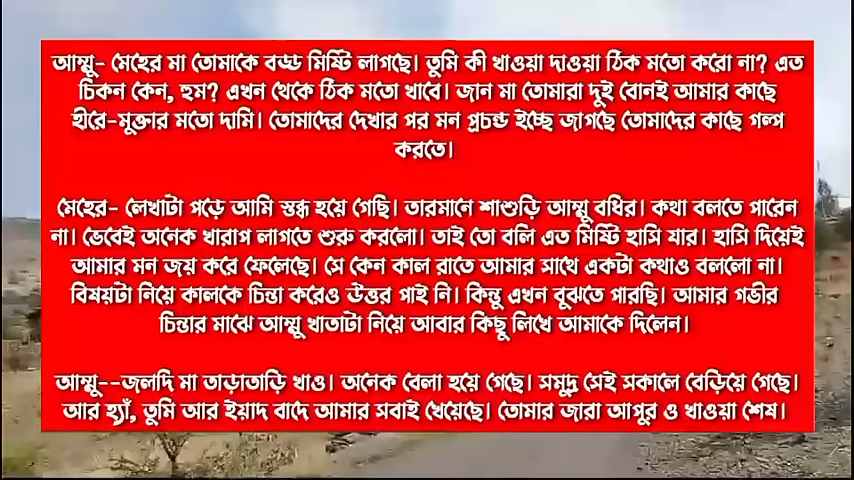 আম্মু- মেহের মা তোমাকে বড্ড মিষ্টি লাগছে। তুমি কী খাওয়া দাওয়া ঠিক মতো করো না? এত
চিকন কেন, হুম? এখন থেকে ঠিক মতো খাবে। জান মা তোমারা দুই বোনই আমার কাছে
হীরে-মুক্তার মতো দামি। তোমাদের দেখার পর মন প্রচন্ড ইচ্ছে জাগছে তোমাদের কাছে গল্প
করতে।
মেহের- লেখাটা পড়ে আমি স্তব্ধ হয়ে গেছি। তারমানে শাশুড়ি আম্মু বধির। কথা বলতে পারেন
না। ভেবেই অনেক খারাপ লাগতে শুরু করলো। তাই তো বলি এত মিষ্টি হাসি যার। হাসি দিয়েই
আমার মন জয় করে ফেলেছে। সে কেন কাল রাতে আমার সাথে একটা কথাও বললো না।
বিষয়টা নিয়ে কালকে চিন্তা করেও উত্তর পাই নি। কিন্তু এখন বুঝতে পারছি। আমার গভীর
চিন্তার মাঝে আম্মু খাতাটা নিয়ে আবার কিছু লিখে আমাকে দিলেন।
আম্মু--জলদি মা তাড়াতাড়ি খাও। অনেক বেলা হয়ে গেছে। সমুদ্র সেই সকালে বেড়িয়ে গেছে।
আর হ্যাঁ, তুমি আর ইয়াদ বাদে আমার সবাই খেয়েছে। তোমার জারা আপুর ও খাওয়া শেষ।